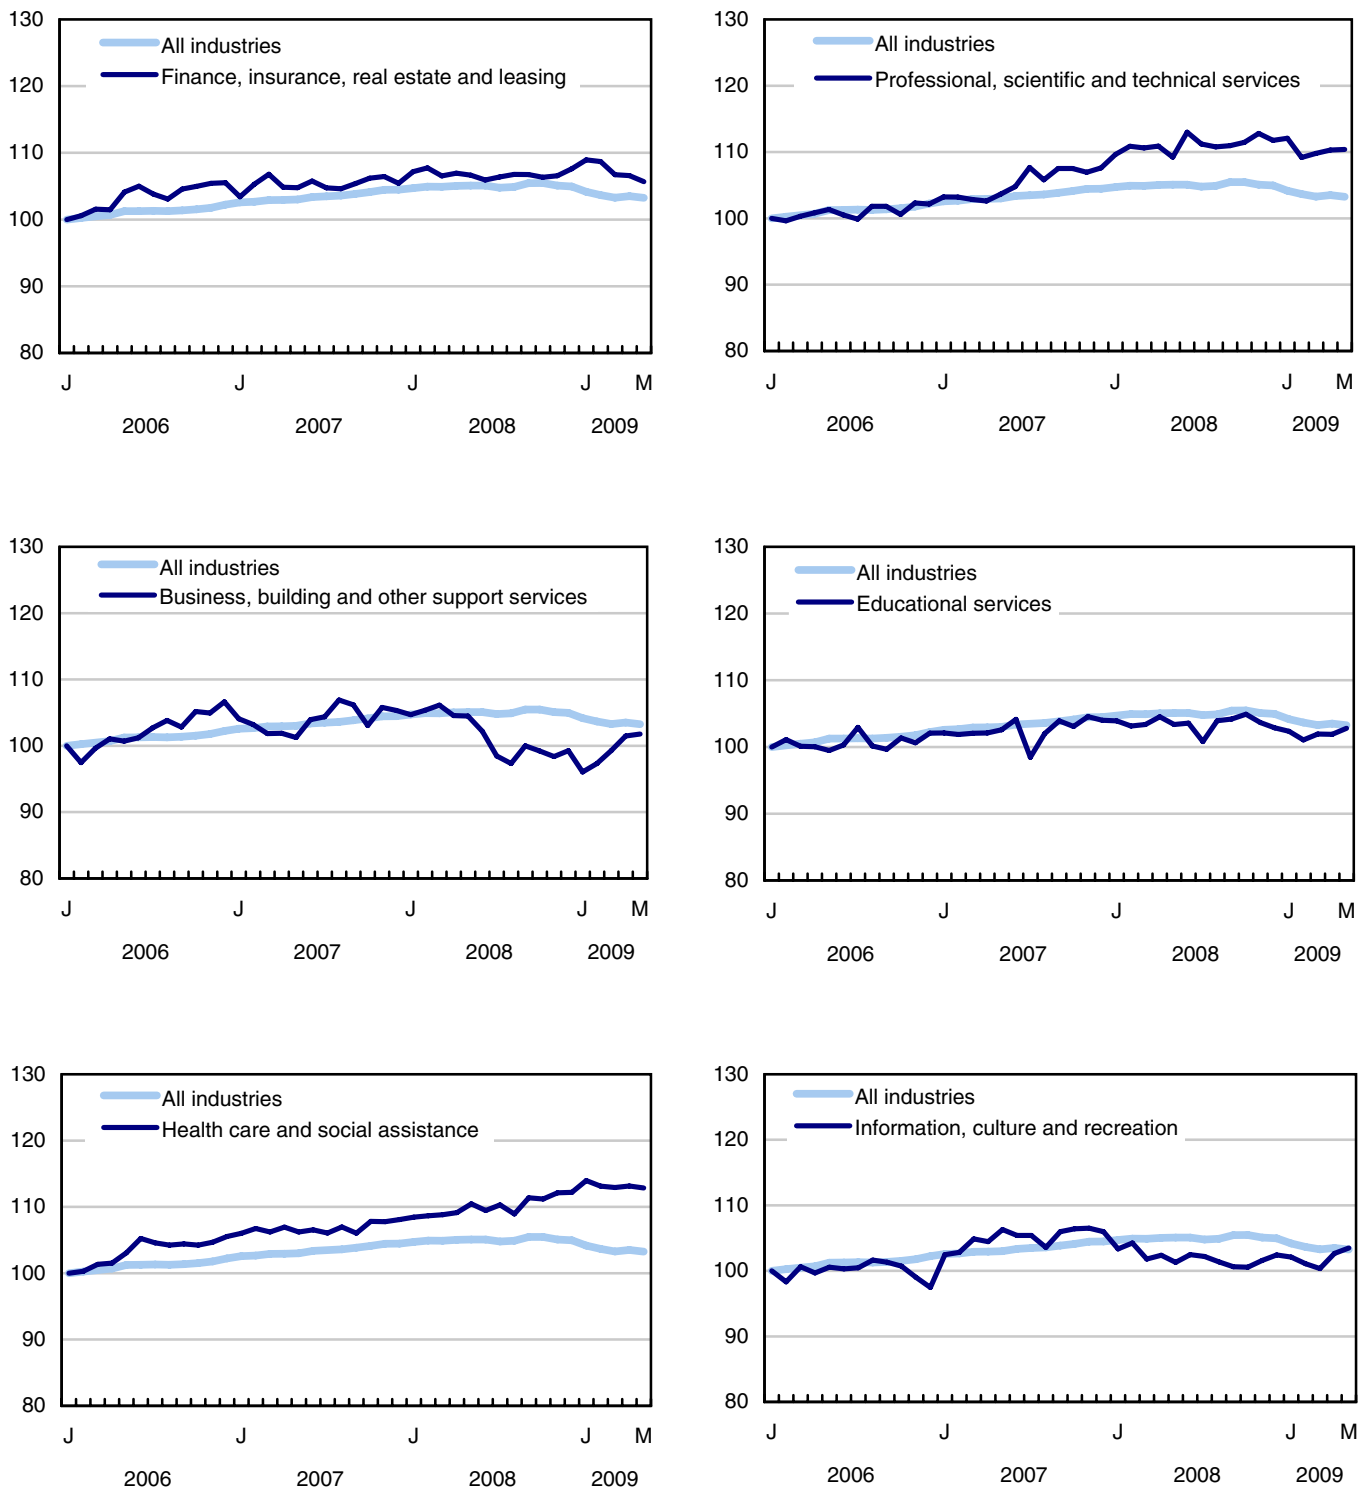 130
All industries
Finance, insurance, real estate and leasing
120
110
100
90
80
J J J J M
2006 2007 2008 2009
130
All industries
Professional, scientific and technical services
120
110
100
90
80
J J J J M
2006 2007 2008 2009
130
All industries
Business, building and other support services
120
110
100
90
80
J J J J M
2006 2007 2008 2009
130
All industries
Educational services
120
110
100
90
80
J J J J M
2006 2007 2008 2009
130
All industries
Health care and social assistance
120
110
100
90
80
J J J J M
2006 2007 2008 2009
130
All industries
Information, culture and recreation
120
110
100
90
80
J J J J M
2006 2007 2008 2009